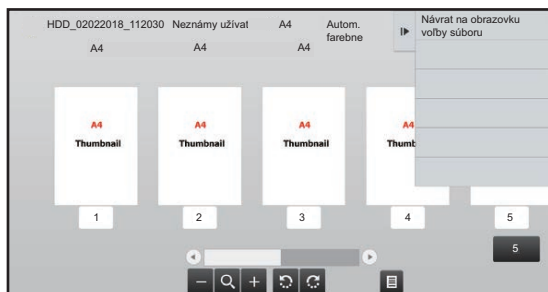 HDD_02022018_112030 Neznámy užívat A4 Autom. farebne
A4 A4 A4
Návrat na obrazovku
voľby súboru
A4 A4 A4 A4
Thumbnail Thumbnail Thumbnail Thumb
1 2 3 4 5
5